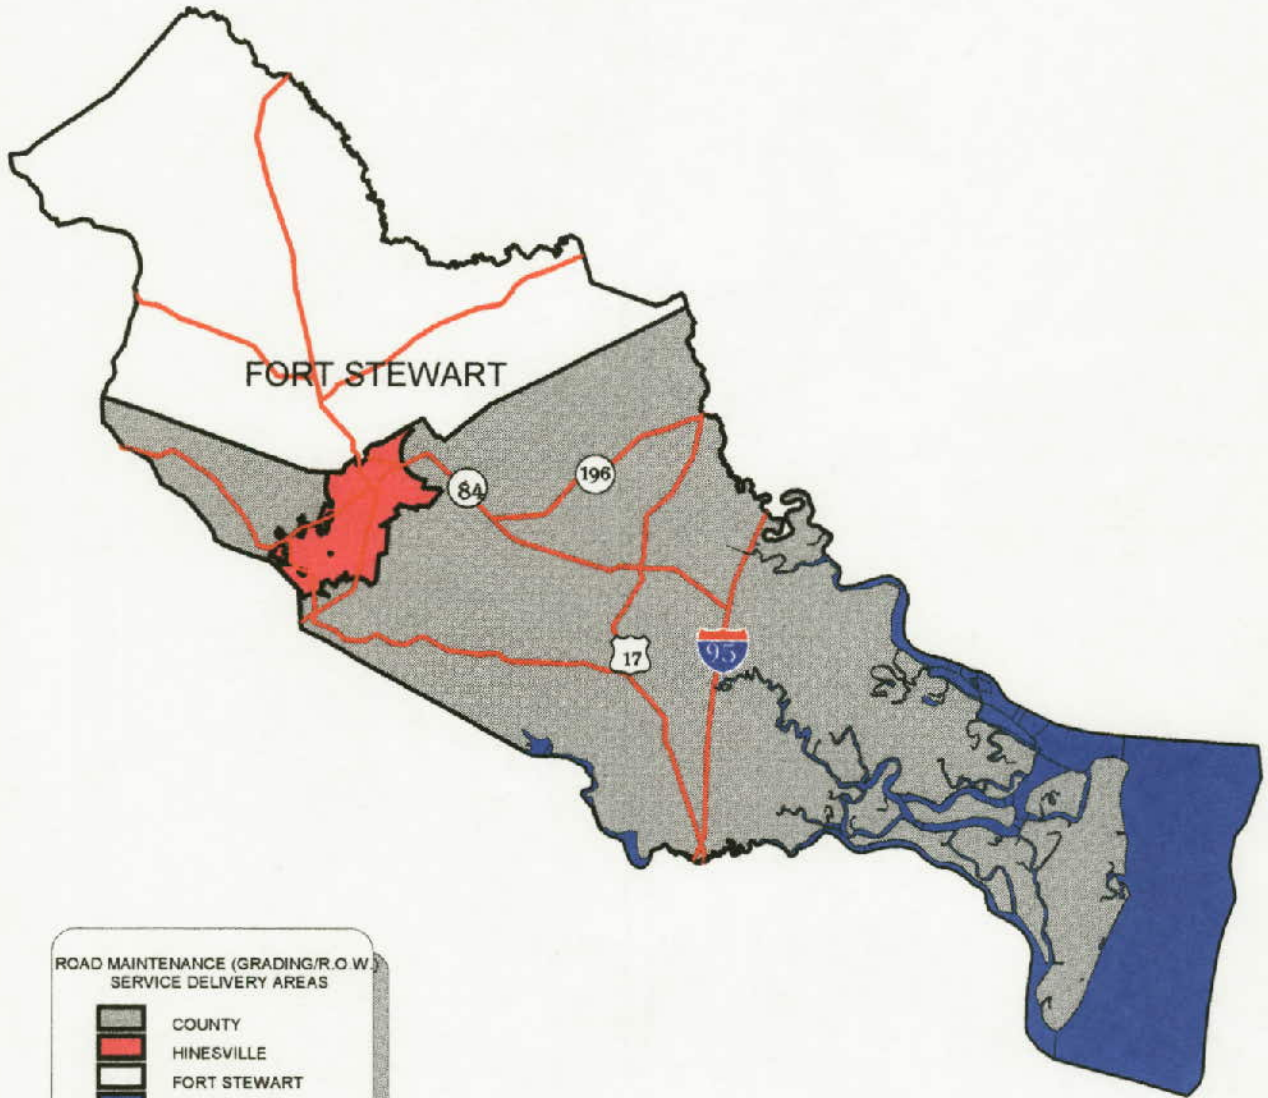 FORT STEWART
84
196
17
95
ROAD MAINTENANCE (GRADING/R.O.W.)
SERVICE DELIVERY AREAS
COUNTY
HINESVILLE
FORT STEWART